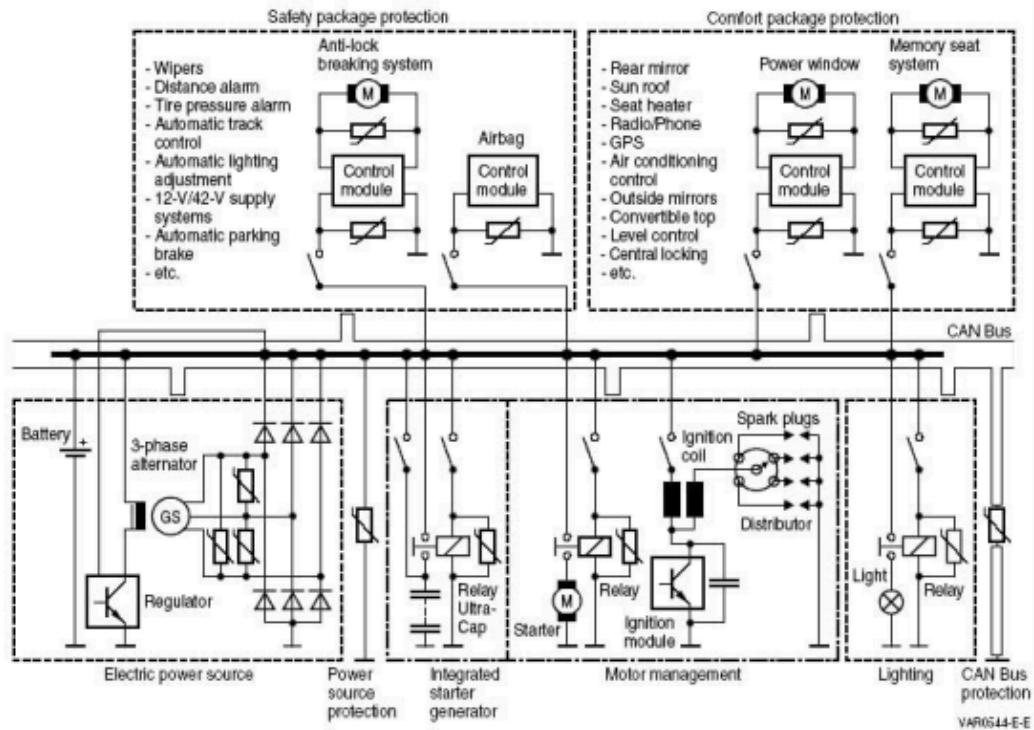 Safety package protection
- Wipers
- Distance alarm
- Tire pressure alarm
- Automatic track
control
- Automatic lighting
adjustment
- 12-V/42-V supply
systems
- Automatic parking
brake
- etc.
Anti-lock
breaking system
M
Control
module
Airbag
Control
module
Comfort package protection
- Rear mirror
- Sun roof
- Seat heater
- Radio/Phone
- GPS
- Air conditioning
control
- Outside mirrors
- Convertible top
- Level control
- Central locking
- etc.
Power window
M
Control
module
Memory seat
system
M
Control
module
CAN Bus
Battery
+
3-phase
alternator
GS
Regulator
Electric power source
Power
source
protection
Relay
Ultra-
Cap
Integrated
starter
generator
M
Starter
Relay
Ignition
coil
Spark plugs
Distributor
Ignition
module
Motor management
Light
Relay
Lighting
CAN Bus
protection
VAR0544-E-E